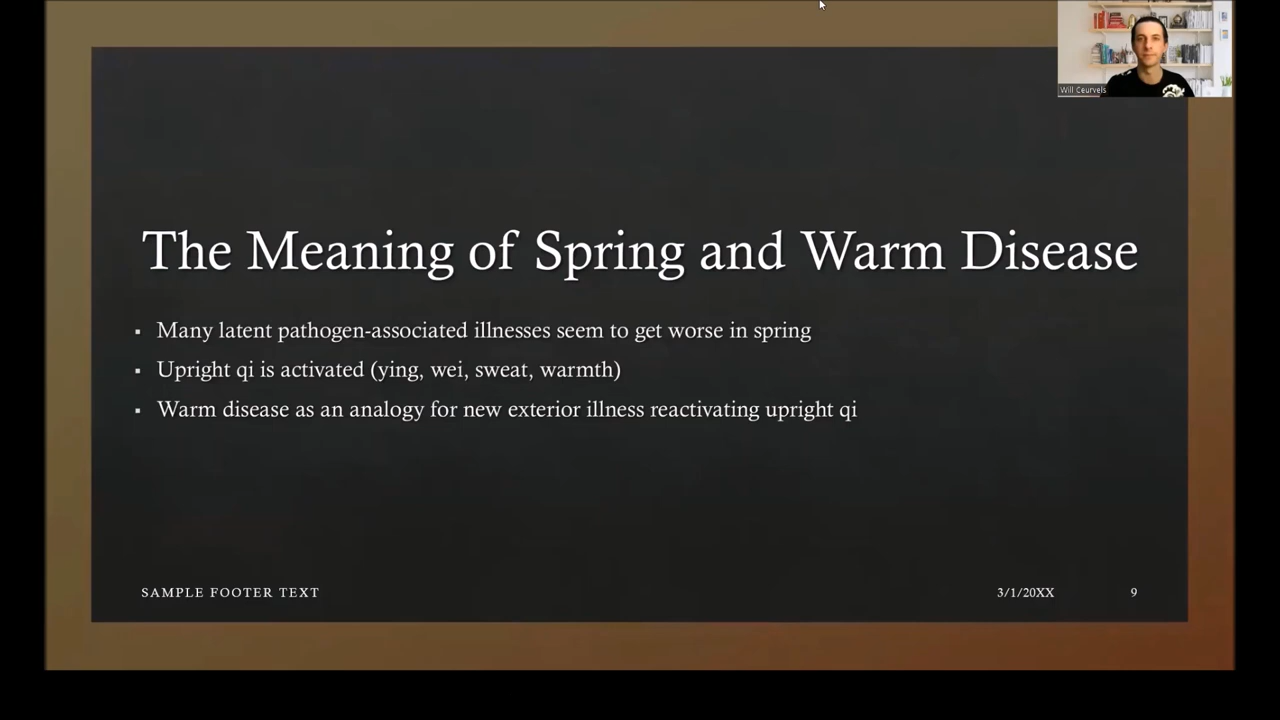 Will Ceurvels
The Meaning of Spring and Warm Disease
▪ Many latent pathogen-associated illnesses seem to get worse in spring
▪ Upright qi is activated (ying, wei, sweat, warmth)
▪ Warm disease as an analogy for new exterior illness reactivating upright qi
SAMPLE FOOTER TEXT 3/1/20XX 9